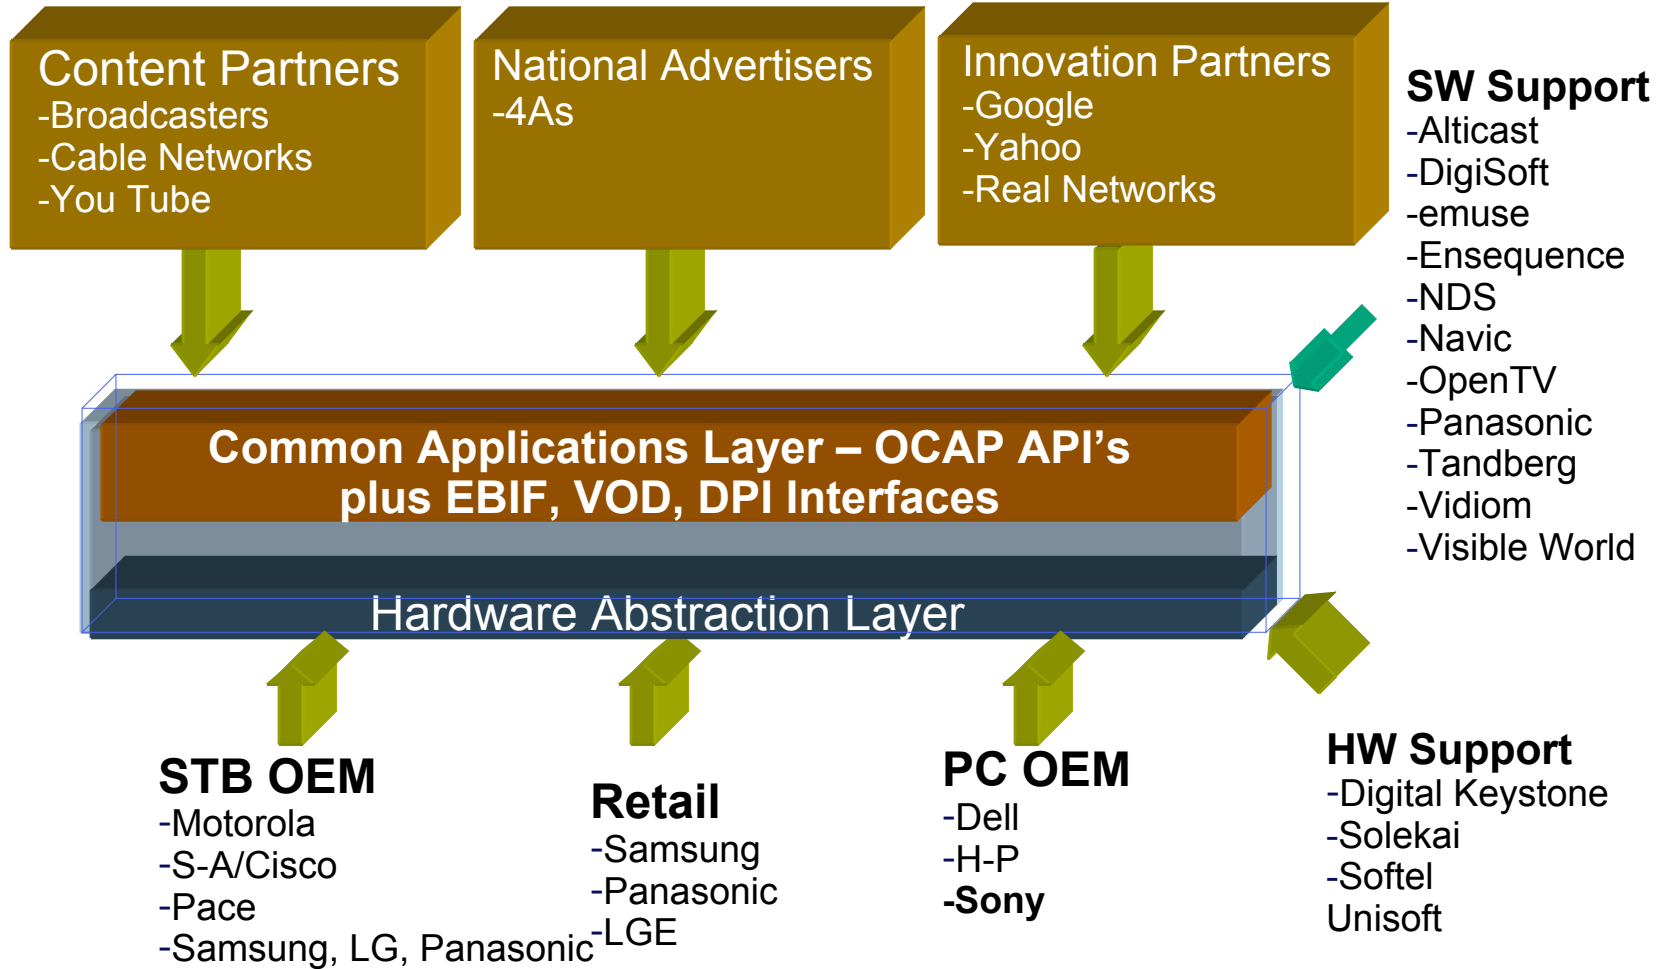 Content Partners
-Broadcasters
-Cable Networks
-You Tube
National Advertisers
-4As
Innovation Partners
-Google
-Yahoo
-Real Networks
SW Support
-Alticast
-DigiSoft
-emuse
-Ensequence
-NDS
-Navic
-OpenTV
-Panasonic
-Tandberg
-Vidiom
-Visible World
Common Applications Layer – OCAP API's
plus EBIF, VOD, DPI Interfaces
Hardware Abstraction Layer
STB OEM
-Motorola
-S-A/Cisco
-Pace
-Samsung, LG, Panasonic
Retail
-Samsung
-Panasonic
-LGE
PC OEM
-Dell
-H-P
-Sony
HW Support
-Digital Keystone
-Solekai
-Softel
Unisoft